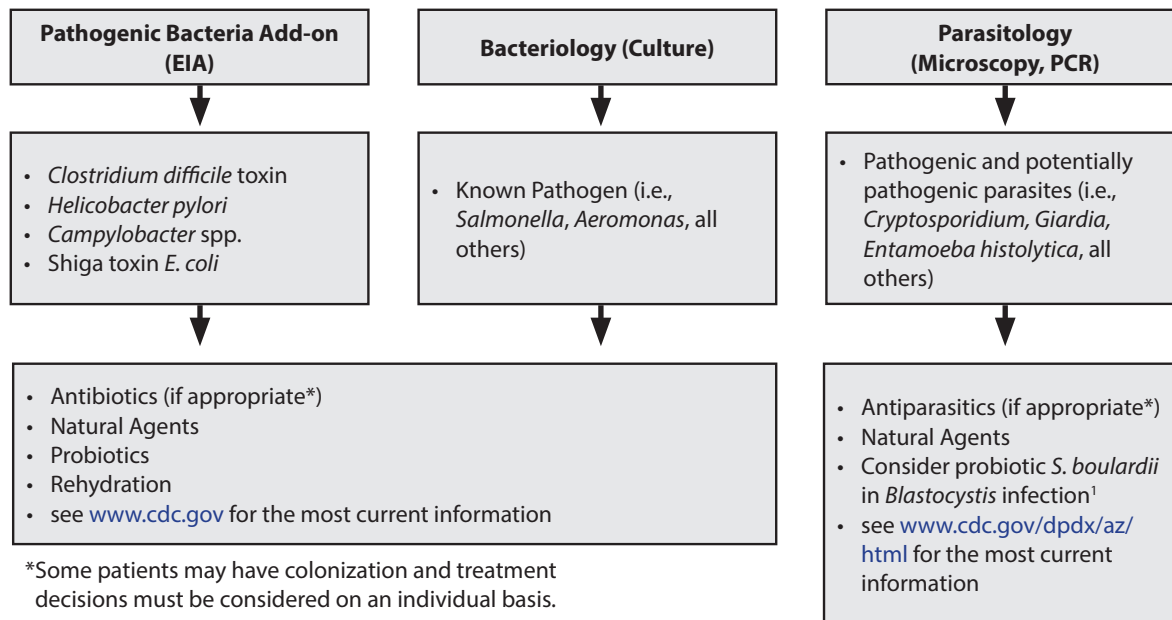 Pathogenic Bacteria Add-on
(EIA)
Bacteriology (Culture)
Parasitology
(Microscopy, PCR)
• Clostridium difficile toxin
• Helicobacter pylori
• Campylobacter spp.
• Shiga toxin E. coli
• Known Pathogen (i.e.,
Salmonella, Aeromonas, all
others)
• Pathogenic and potentially
pathogenic parasites (i.e.,
Cryptosporidium, Giardia,
Entamoeba histolytica, all
others)
• Antibiotics (if appropriate*)
• Natural Agents
• Probiotics
• Rehydration
• see www.cdc.gov for the most current information
• Antiparasitics (if appropriate*)
• Natural Agents
• Consider probiotic S. boulardii
in Blastocystis infection¹
• see www.cdc.gov/dpdx/az/
html for the most current
information
*Some patients may have colonization and treatment
decisions must be considered on an individual basis.